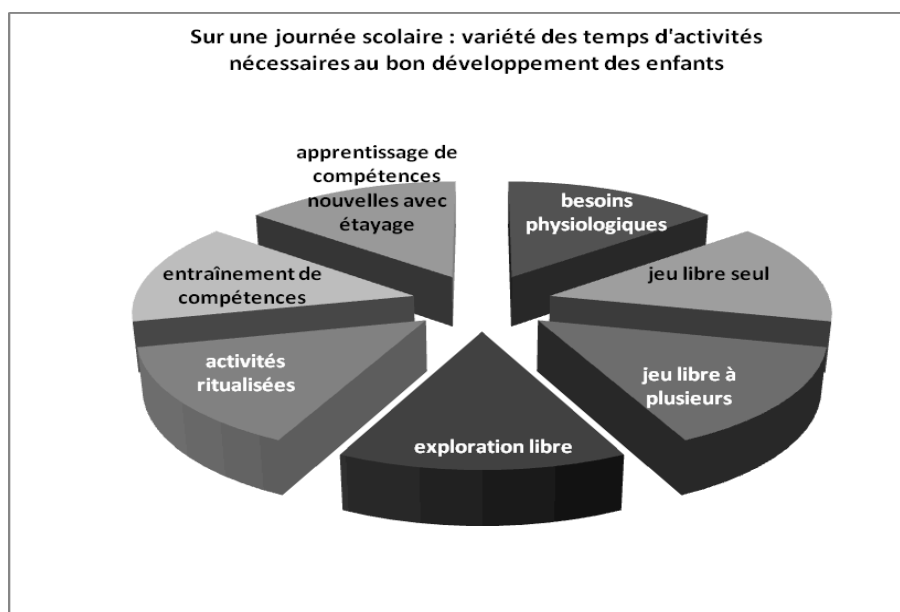 Sur une journée scolaire : variété des temps d'activités
nécessaires au bon développement des enfants
apprentissage de
compétences
nouvelles avec
étayage
besoins
physiologiques
entraînement de
compétences
jeu libre seul
activités
ritualisées
jeu libre à
plusieurs
exploration libre